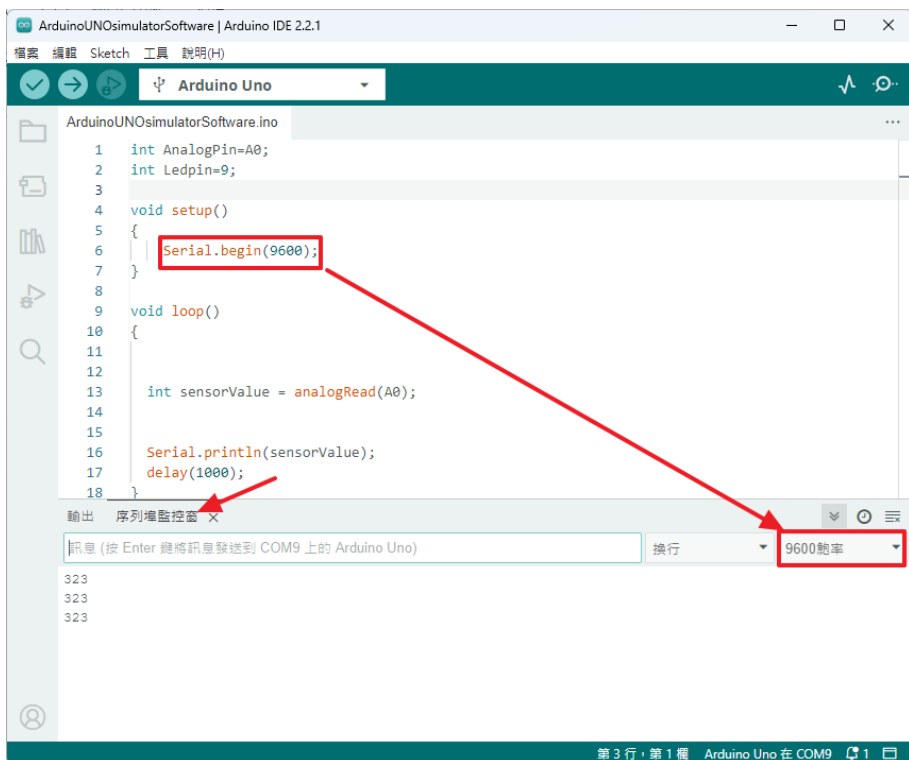 ArduinoUNOsimulatorSoftware | Arduino IDE 2.2.1
檔案 編輯 Sketch 工具 說明(H)
Arduino Uno
ArduinoUNOsimulatorSoftware.ino
1 int AnalogPin=A0;
2 int Ledpin=9;
3
4 void setup()
5 {
6 Serial.begin(9600);
7 }
8
9 void loop()
10 {
11
12
13 int sensorValue = analogRead(A0);
14
15
16 Serial.println(sensorValue);
17 delay(1000);
18 }
輸出 序列埠監控窗 ×
訊息 (按 Enter 鍵將訊息發送到 COM9 上的 Arduino Uno) 換行 9600鮑率
323
323
323
第 3 行，第 1 欄 Arduino Uno 在 COM9 1